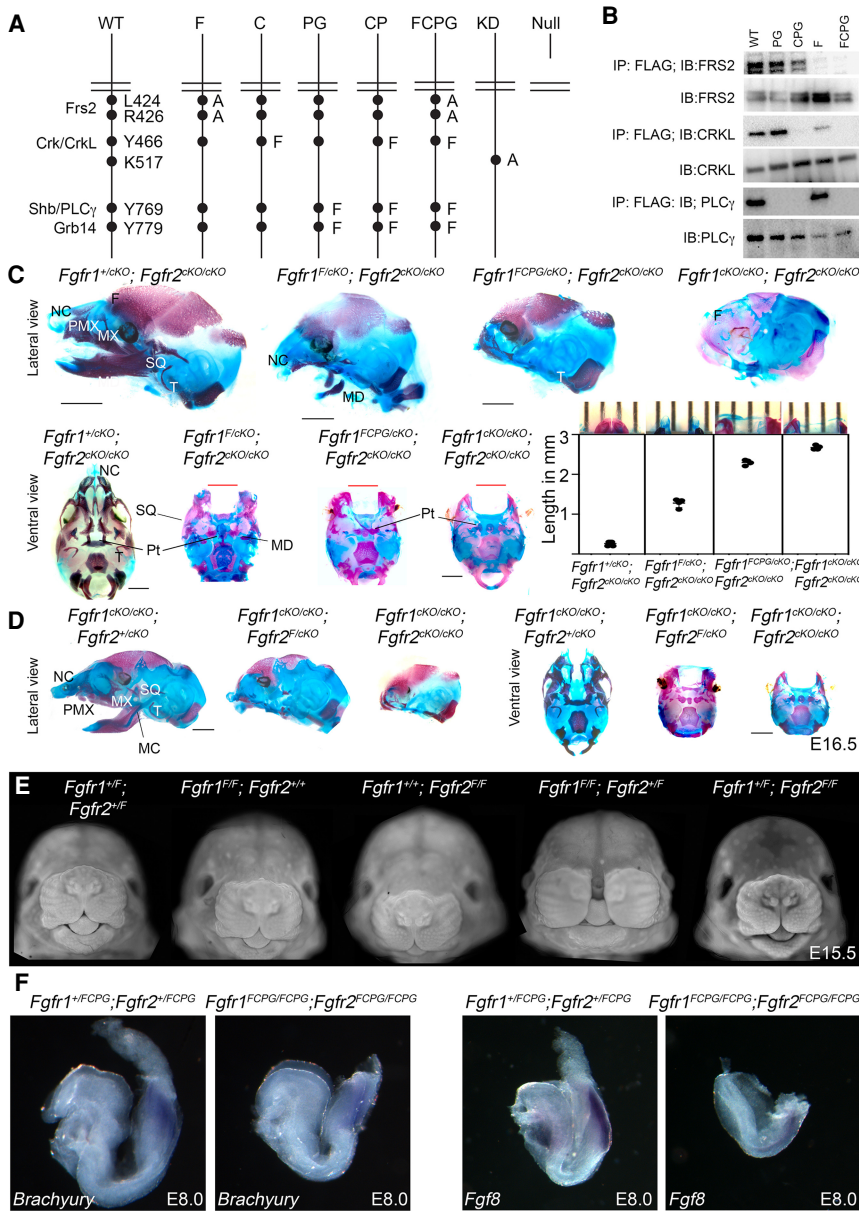 A
WT F C PG CP FCPG KD Null
Frs2
L424 A A
R426 A A
Crk/CrkL Y466 F F F
K517 A
Shb/PLCγ Y769 F F F
Grb14 Y779 F F F
B
WT PG CPG F FCPG
IP: FLAG; IB:FRS2
IB:FRS2
IP: FLAG; IB:CRKL
IB:CRKL
IP: FLAG: IB; PLCγ
IB:PLCγ
C
Fgfr1+/cKO; Fgfr2cKO/cKO
Fgfr1F/cKO; Fgfr2cKO/cKO
Fgfr1FCPG/cKO; Fgfr2cKO/cKO
Fgfr1cKO/cKO; Fgfr2cKO/cKO
Lateral view
NC PMX MX F SQ T
NC MD
T
F
Fgfr1+/cKO;
Fgfr2cKO/cKO
Fgfr1F/cKO;
Fgfr2cKO/cKO
Fgfr1FCPG/cKO;
Fgfr2cKO/cKO
Fgfr1cKO/cKO;
Fgfr2cKO/cKO
Ventral view
NC
SQ
Pt
T
MD
Pt
Length in mm
3
2
1
Fgfr1+/cKO;
Fgfr2cKO/cKO
Fgfr1F/cKO;
Fgfr2cKO/cKO
Fgfr1FCPG/cKO;
Fgfr2cKO/cKO
Fgfr1cKO/cKO;
Fgfr2cKO/cKO
D
Fgfr1cKO/cKO;
Fgfr2+/cKO
Fgfr1cKO/cKO;
Fgfr2F/cKO
Fgfr1cKO/cKO;
Fgfr2cKO/cKO
Lateral view
NC
PMX
MX
SQ
T
MC
Fgfr1cKO/cKO;
Fgfr2+/cKO
Fgfr1cKO/cKO;
Fgfr2F/cKO
Fgfr1cKO/cKO;
Fgfr2cKO/cKO
Ventral view
E16.5
E
Fgfr1+/F;
Fgfr2+/F
Fgfr1F/F; Fgfr2+/+
Fgfr1+/+; Fgfr2F/F
Fgfr1F/F; Fgfr2+/F
Fgfr1+/F; Fgfr2F/F
E15.5
F
Fgfr1+/FCPG;Fgfr2+/FCPG
Fgfr1FCPG/FCPG;Fgfr2FCPG/FCPG
Fgfr1+/FCPG;Fgfr2+/FCPG
Fgfr1FCPG/FCPG;Fgfr2FCPG/FCPG
Brachyury E8.0
Brachyury E8.0
Fgf8 E8.0
Fgf8 E8.0